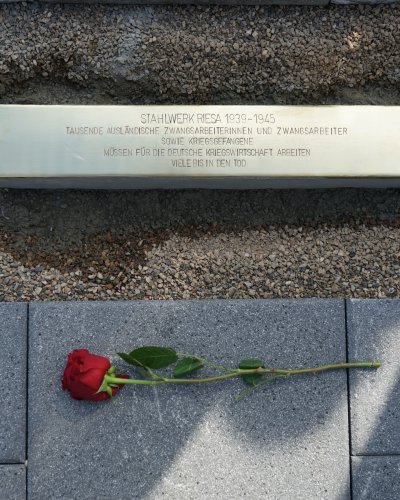 STAHLWERK RIESA 1939-1945
TAUSENDE AUSLÄNDISCHE ZWANGSARBEITERINNEN UND ZWANGSARBEITER
SOWIE KRIEGSGEFANGENE
MÜSSEN FÜR DIE DEUTSCHE KRIEGSWIRTSCHAFT ARBEITEN
VIELE BIS IN DEN TOD